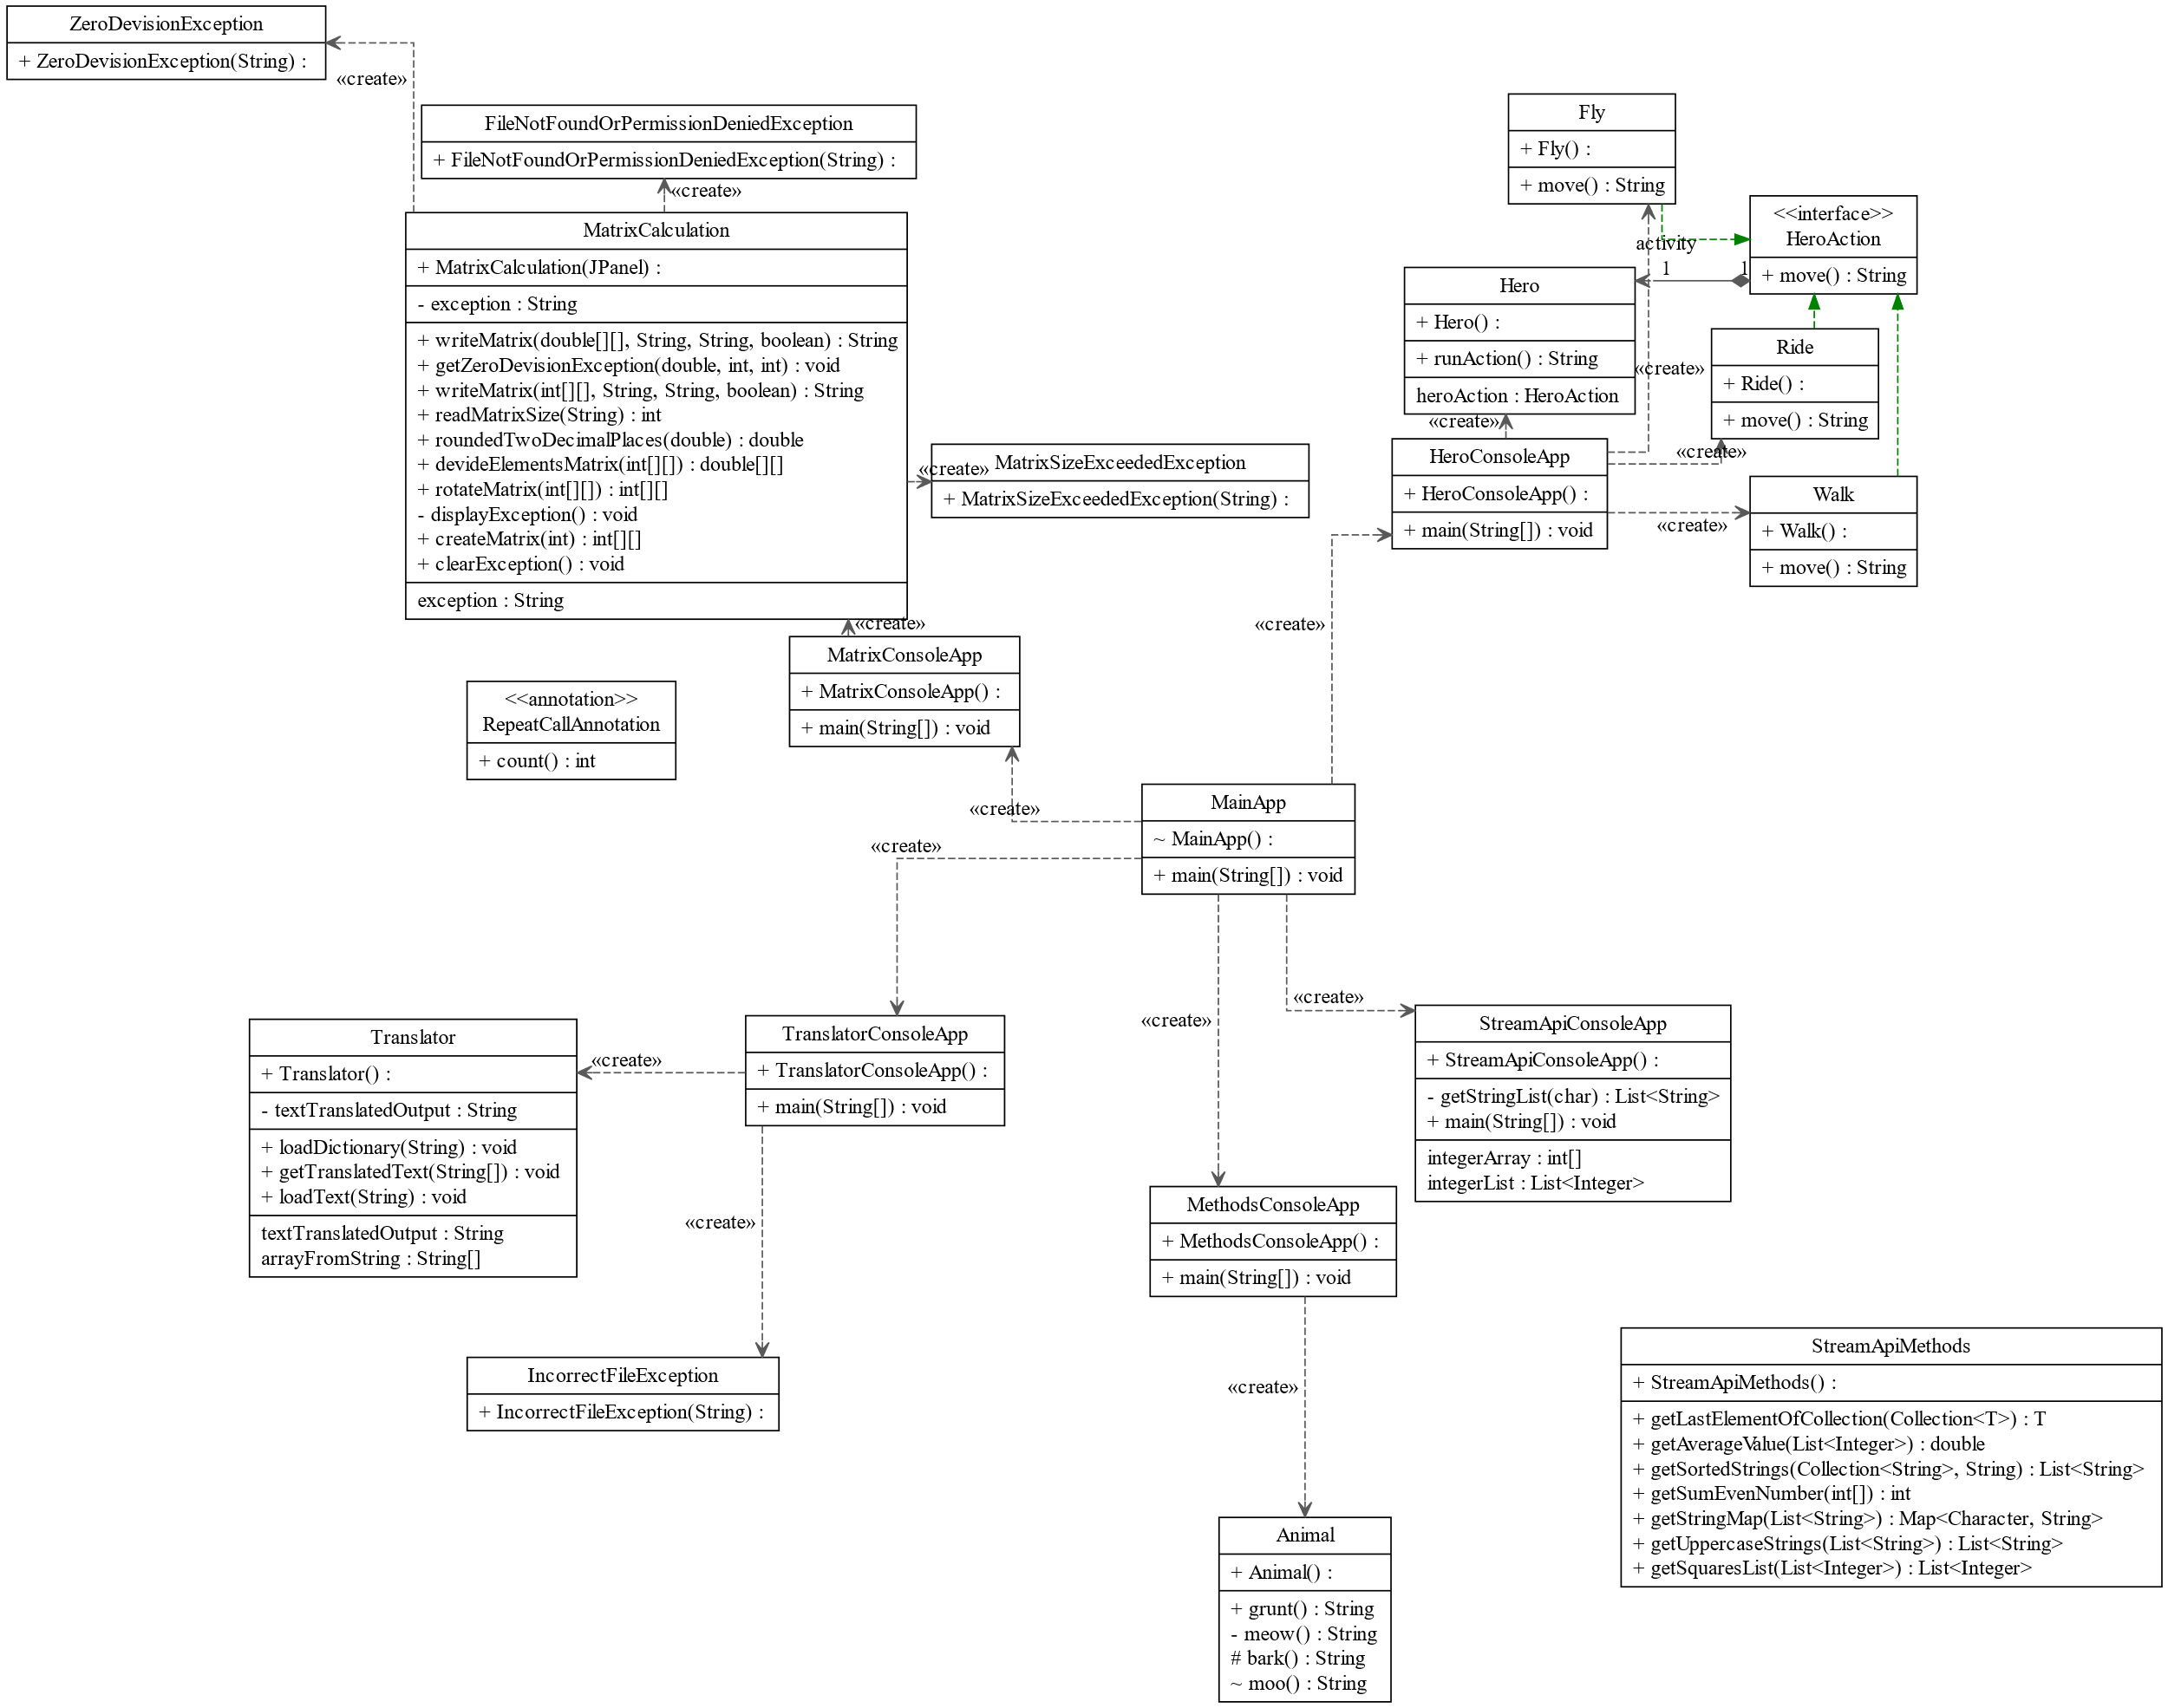 ZeroDevisionException
+ ZeroDevisionException(String) :
«create»
FileNotFoundOrPermissionDeniedException
+ FileNotFoundOrPermissionDeniedException(String) :
«create»
MatrixCalculation
+ MatrixCalculation(JPanel) :
- exception : String
+ writeMatrix(double[][], String, String, boolean) : String
+ getZeroDevisionException(double, int, int) : void
+ writeMatrix(int[][], String, String, boolean) : String
+ readMatrixSize(String) : int
+ roundedTwoDecimalPlaces(double) : double
+ devideElementsMatrix(int[][]) : double[][]
+ rotateMatrix(int[][]) : int[][]
- displayException() : void
+ createMatrix(int) : int[][]
+ clearException() : void
exception : String
«create»
MatrixSizeExceededException
+ MatrixSizeExceededException(String) :
«create»
MatrixConsoleApp
+ MatrixConsoleApp() :
+ main(String[]) : void
<<annotation>>
RepeatCallAnnotation
+ count() : int
Fly
+ Fly() :
+ move() : String
<<interface>>
HeroAction
+ move() : String
activity
1
1
Hero
+ Hero() :
+ runAction() : String
heroAction : HeroAction
«create»
Ride
+ Ride() :
+ move() : String
«create»
«create»
HeroConsoleApp
+ HeroConsoleApp() :
+ main(String[]) : void
«create»
Walk
+ Walk() :
+ move() : String
«create»
«create»
MainApp
~ MainApp() :
+ main(String[]) : void
«create»
«create»
«create»
Translator
+ Translator() :
- textTranslatedOutput : String
+ loadDictionary(String) : void
+ getTranslatedText(String[]) : void
+ loadText(String) : void
textTranslatedOutput : String
arrayFromString : String[]
«create»
TranslatorConsoleApp
+ TranslatorConsoleApp() :
+ main(String[]) : void
«create»
StreamApiConsoleApp
+ StreamApiConsoleApp() :
- getStringList(char) : List<String>
+ main(String[]) : void
integerArray : int[]
integerList : List<Integer>
MethodsConsoleApp
+ MethodsConsoleApp() :
+ main(String[]) : void
IncorrectFileException
+ IncorrectFileException(String) :
«create»
StreamApiMethods
+ StreamApiMethods() :
+ getLastElementOfCollection(Collection<T>) : T
+ getAverageValue(List<Integer>) : double
+ getSortedStrings(Collection<String>, String) : List<String>
+ getSumEvenNumber(int[]) : int
+ getStringMap(List<String>) : Map<Character, String>
+ getUppercaseStrings(List<String>) : List<String>
+ getSquaresList(List<Integer>) : List<Integer>
Animal
+ Animal() :
+ grunt() : String
- meow() : String
# bark() : String
~ moo() : String